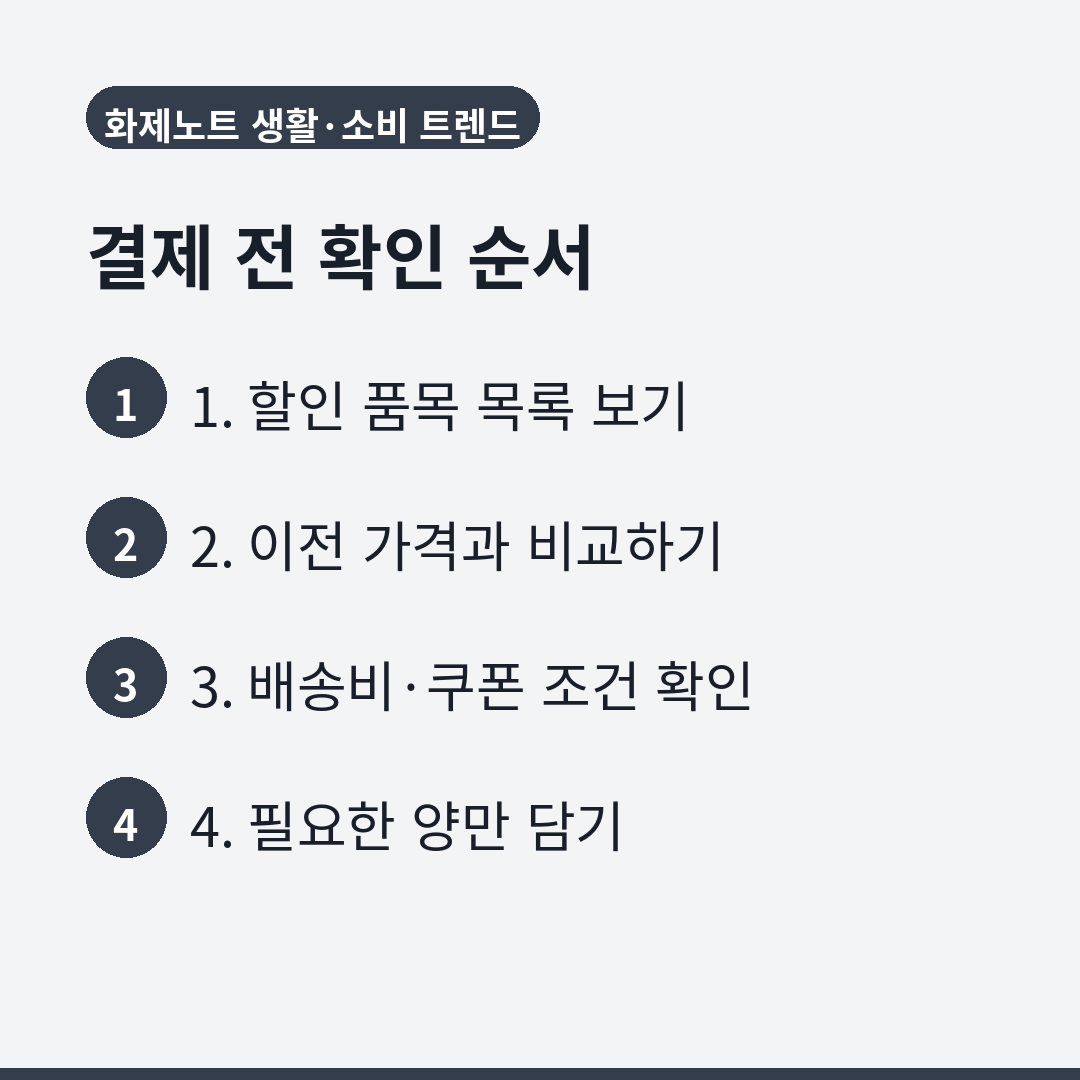 화제노트 생활·소비 트렌드
결제 전 확인 순서
1 1. 할인 품목 목록 보기
2 2. 이전 가격과 비교하기
3 3. 배송비·쿠폰 조건 확인
4 4. 필요한 양만 담기